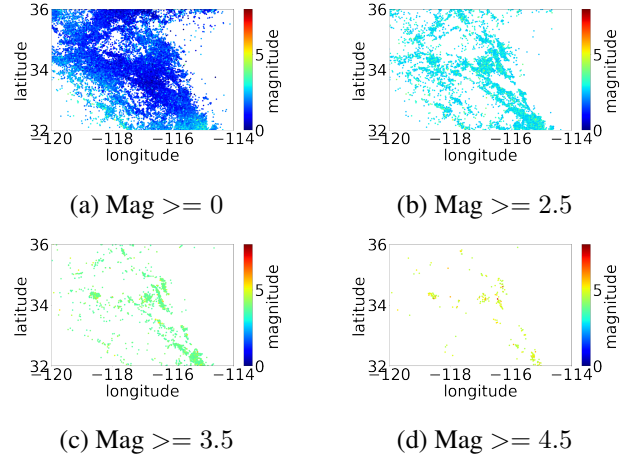 36
34
32
−120
−118
−116
−114
longitude
latitude
5
0
magnitude
(a) Mag >= 0
36
34
32
−120
−118
−116
−114
longitude
latitude
5
0
magnitude
(b) Mag >= 2.5
36
34
32
−120
−118
−116
−114
longitude
latitude
5
0
magnitude
(c) Mag >= 3.5
36
34
32
−120
−118
−116
−114
longitude
latitude
5
0
magnitude
(d) Mag >= 4.5